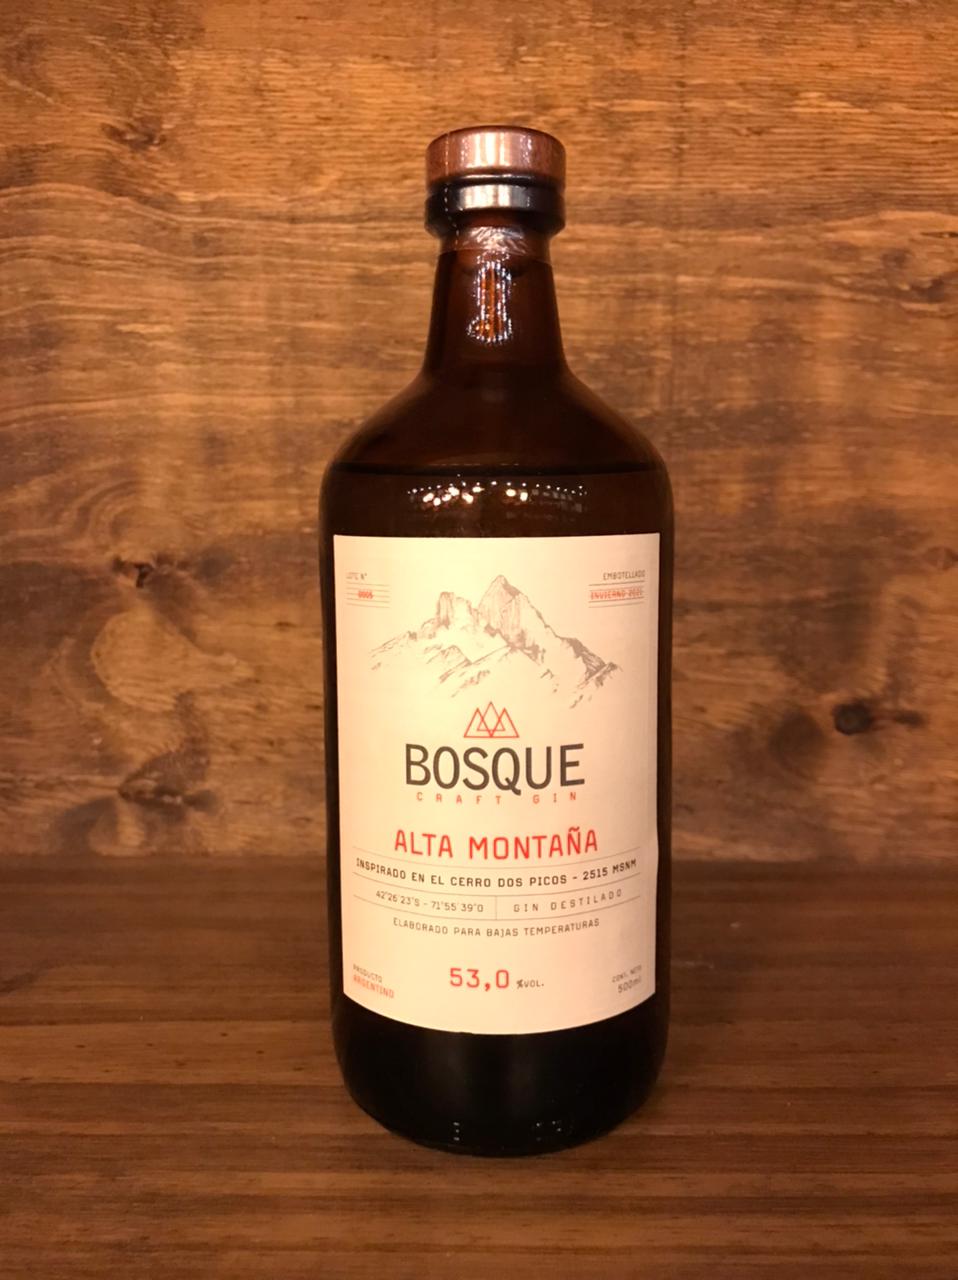 LOTE N°
0005
EMBOTELLADO
INVIERNO 2020
BOSQUE
CRAFT GIN
ALTA MONTAÑA
INSPIRADO EN EL CERRO DOS PICOS - 2515 MSNM
42°26'23"S - 71°55'39"O
GIN DESTILADO
ELABORADO PARA BAJAS TEMPERATURAS
PRODUCTO
ARGENTINO
53,0 %VOL.
CONT. NETO
500ml